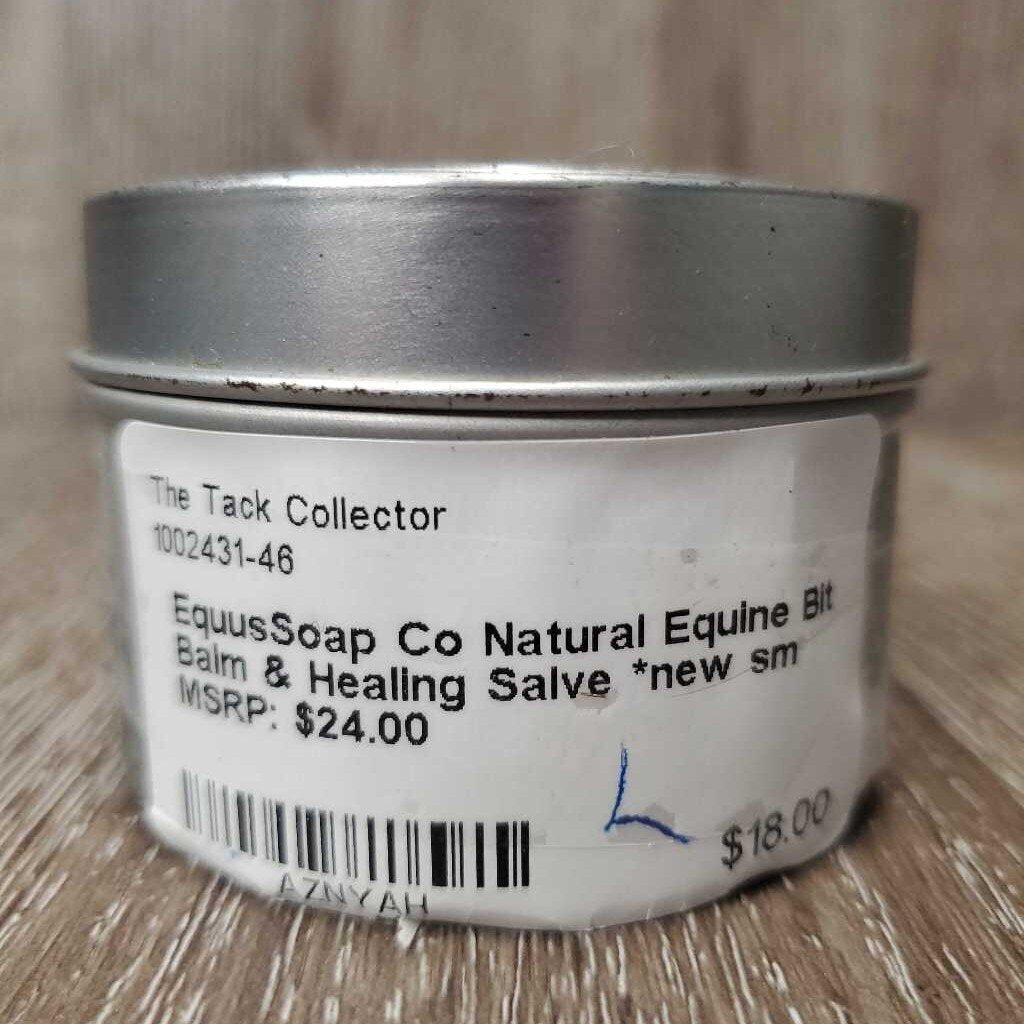 The Tack Collector
1002431-46
EquusSoap Co Natural Equine Bit
Balm & Healing Salve *new sm
MSRP: $24.00
L
$18.00
AZNYAH